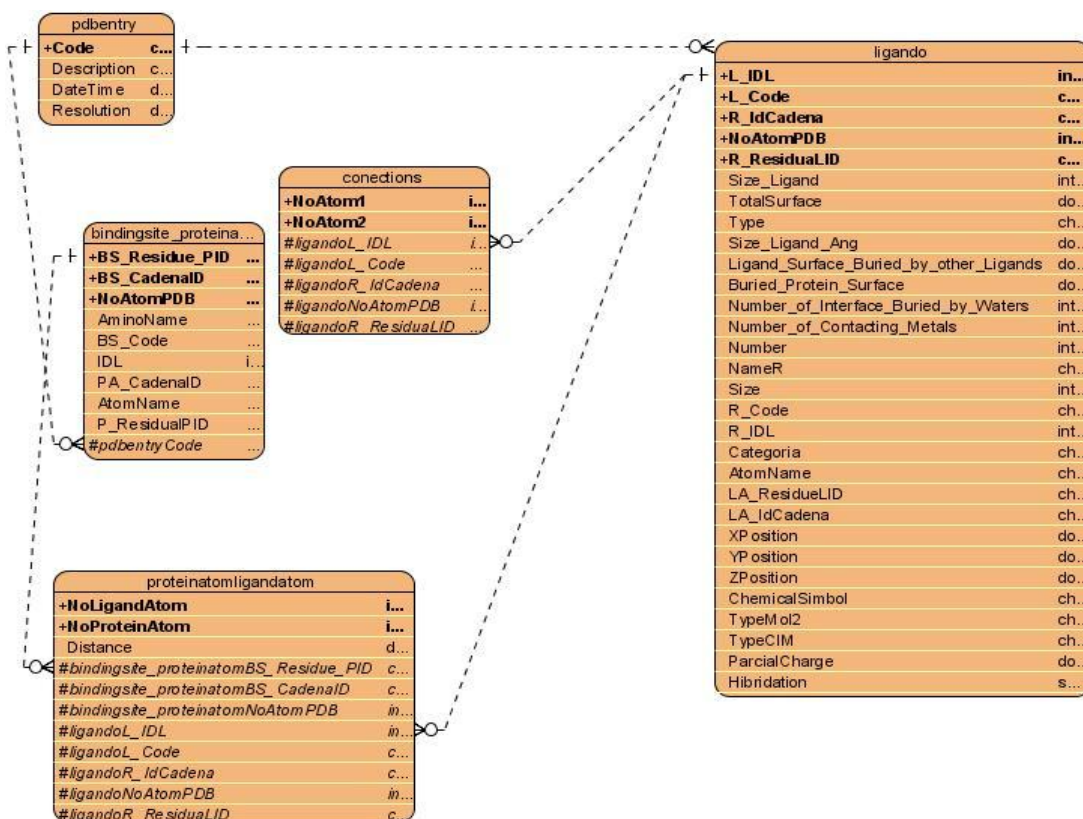 pdbentry
+Code c...
Description c...
DateTime d...
Resolution d...
ligando
+L_IDL in...
+L_Code c...
+R_IdCadena c...
+NoAtomPDB in...
+R_ResiduaLID c...
Size_Ligand int...
TotalSurface do...
Type ch...
Size_Ligand_Ang do...
Ligand_Surface_Buried_by_other_Ligands do...
Buried_Protein_Surface do...
Number_of_Interface_Buried_by_Waters int...
Number_of_Contacting_Metals int...
Number int...
NameR ch...
Size int...
R_Code ch...
R_IDL int...
Categoria ch...
AtomName ch...
LA_ResidueLID ch...
LA_IdCadena ch...
XPosition do...
YPosition do...
ZPosition do...
ChemicalSimbol ch...
TypeMol2 ch...
TypeCIM ch...
ParcialCharge do...
Hibridation s...
conections
+NoAtom1 i...
+NoAtom2 i...
#ligandoL_IDL i...
#ligandoL_Code ...
#ligandoR_IdCadena ...
#ligandoNoAtomPDB i...
#ligandoR_ResiduaLID ...
bindingsite_proteina...
+BS_Residue_PID ...
+BS_CadenaID ...
+NoAtomPDB ...
AminoName ...
BS_Code ...
IDL i...
PA_CadenaID ...
AtomName ...
P_ResidualPID ...
#pdbentryCode ...
proteinatomligandatom
+NoLigandAtom i...
+NoProteinAtom i...
Distance d...
#bindingsite_proteinatomBS_Residue_PID c...
#bindingsite_proteinatomBS_CadenaID c...
#bindingsite_proteinatomNoAtomPDB in...
#ligandoL_IDL in...
#ligandoL_Code c...
#ligandoR_IdCadena c...
#ligandoNoAtomPDB in...
#ligandoR_ResiduaLID c...